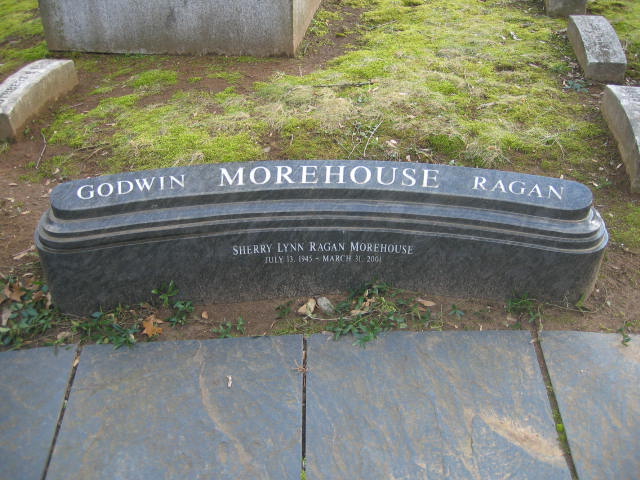 GODWIN MOREHOUSE RAGAN
SHERRY LYNN RAGAN MOREHOUSE
JULY 13, 1945 - MARCH 31, 2001